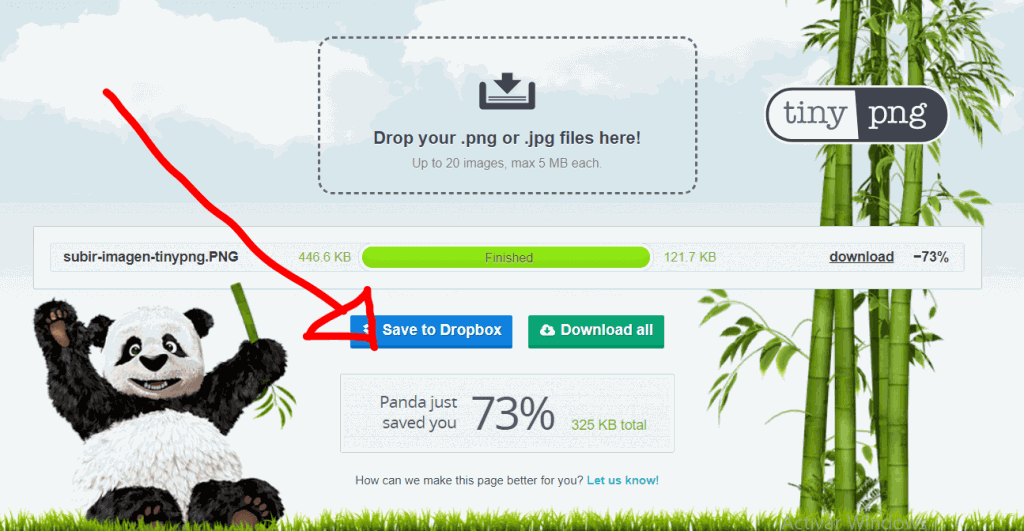 Drop your .png or .jpg files here!
Up to 20 images, max 5 MB each.
tiny png
subir-imagen-tinypng.PNG 446.6 KB Finished 121.7 KB download −73%
Save to Dropbox Download all
Panda just
saved you 73% 325 KB total
How can we make this page better for you? Let us know!
Activar Windows